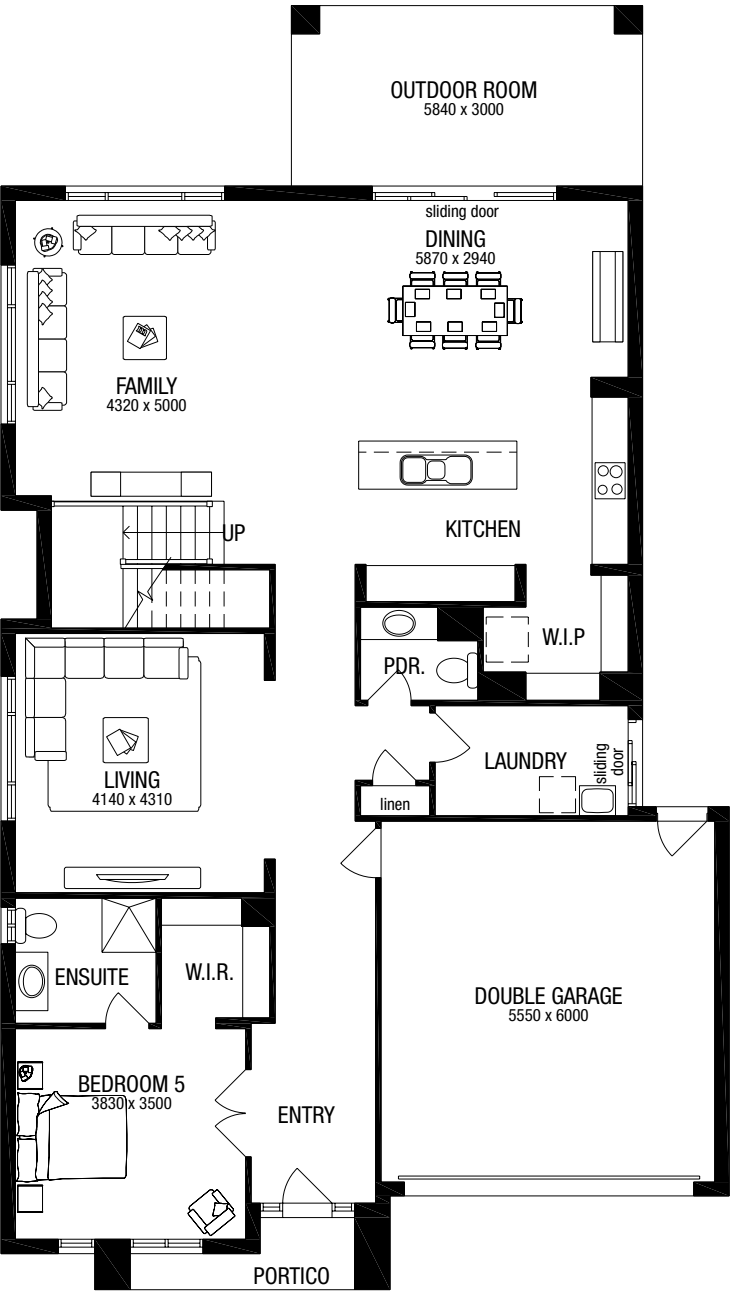 OUTDOOR ROOM
5840 x 3000
sliding door
DINING
5870 x 2940
FAMILY
4320 x 5000
UP
KITCHEN
W.I.P
PDR.
LAUNDRY
sliding
door
LIVING
4140 x 4310
linen
ENSUITE
W.I.R.
DOUBLE GARAGE
5550 x 6000
BEDROOM 5
3830 x 3500
ENTRY
PORTICO